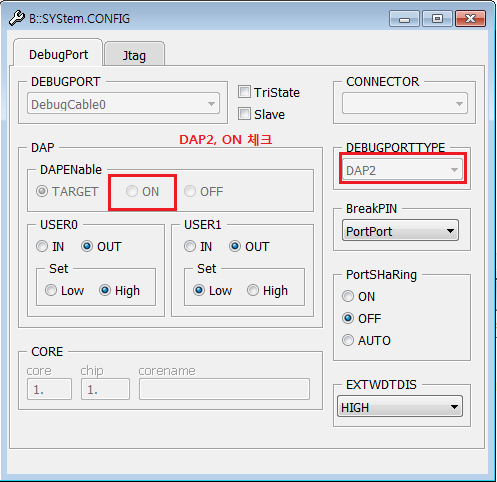 B::SYStem.CONFIG
DebugPort
Jtag
DEBUGPORT
DebugCable0
TriState
Slave
CONNECTOR
DAP2, ON 체크
DAP
DAPENable
TARGET
ON
OFF
DEBUGPORTTYPE
DAP2
USER0
IN
OUT
Set
Low
High
USER1
IN
OUT
Set
Low
High
BreakPIN
PortPort
PortSHaRing
ON
OFF
AUTO
CORE
core
chip
corename
1.
1.
EXTWDTDIS
HIGH